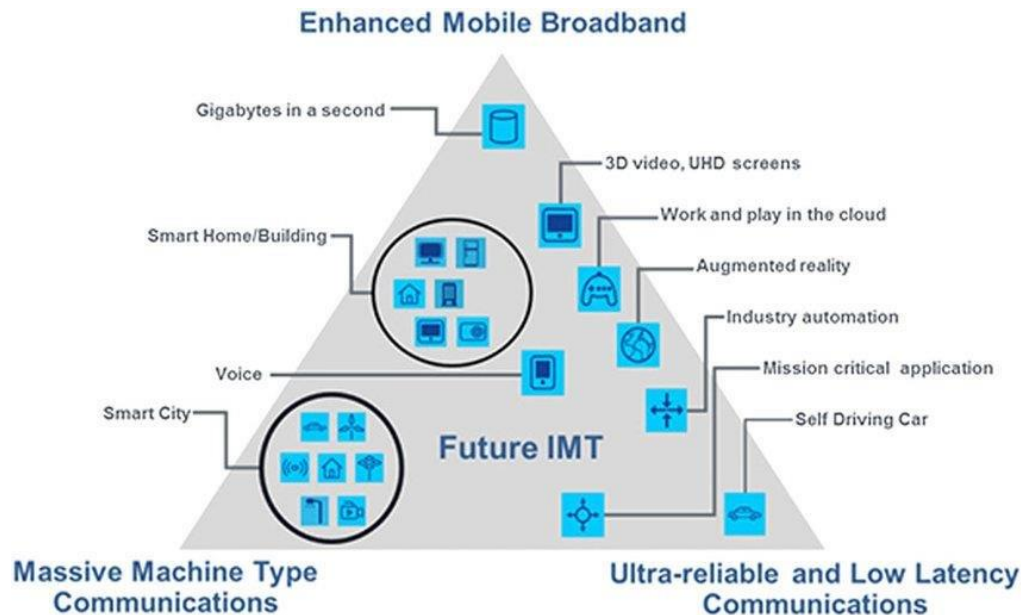 Enhanced Mobile Broadband
Gigabytes in a second
3D video, UHD screens
Work and play in the cloud
Smart Home/Building
Augmented reality
Industry automation
Mission critical application
Voice
Smart City
Self Driving Car
Future IMT
Massive Machine Type
Communications
Ultra-reliable and Low Latency
Communications